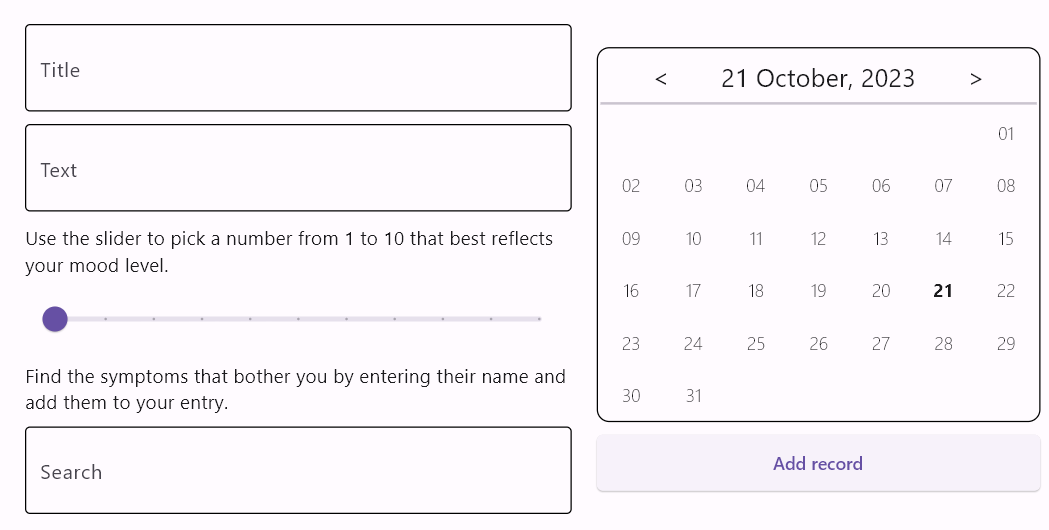 Title
Text
Use the slider to pick a number from 1 to 10 that best reflects
your mood level.
Find the symptoms that bother you by entering their name and
add them to your entry.
Search
< 21 October, 2023 >
01
02 03 04 05 06 07 08
09 10 11 12 13 14 15
16 17 18 19 20 21 22
23 24 25 26 27 28 29
30 31
Add record